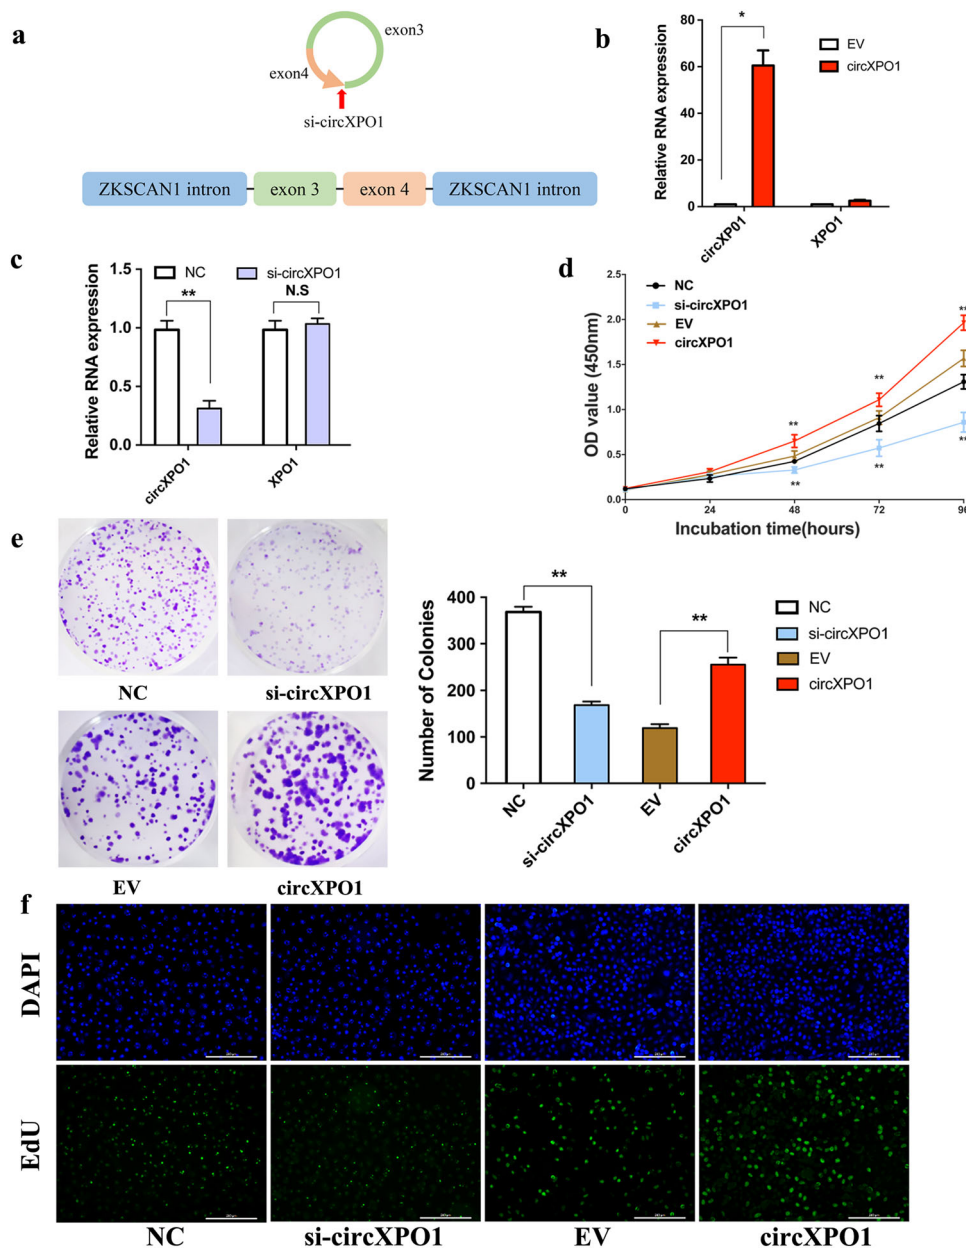 a
exon3
exon4
si-circXPO1
ZKSCAN1 intron
exon 3
exon 4
ZKSCAN1 intron
b
Relative RNA expression
80
60
40
20
0
*
EV
circXPO1
circXP01
XPO1
c
Relative RNA expression
1.5
1.0
0.5
0.0
NC
si-circXPO1
**
N.S
circXPO1
XPO1
d
OD value (450nm)
2.5
2.0
1.5
1.0
0.5
0.0
NC
si-circXPO1
EV
circXPO1
**
**
**
**
**
**
0
24
48
72
96
Incubation time(hours)
e
NC
si-circXPO1
EV
circXPO1
Number of Colonies
400
300
200
100
0
**
**
NC
si-circXPO1
EV
circXPO1
NC
si-circXPO1
EV
circXPO1
f
DAPI
EdU
NC
si-circXPO1
EV
circXPO1